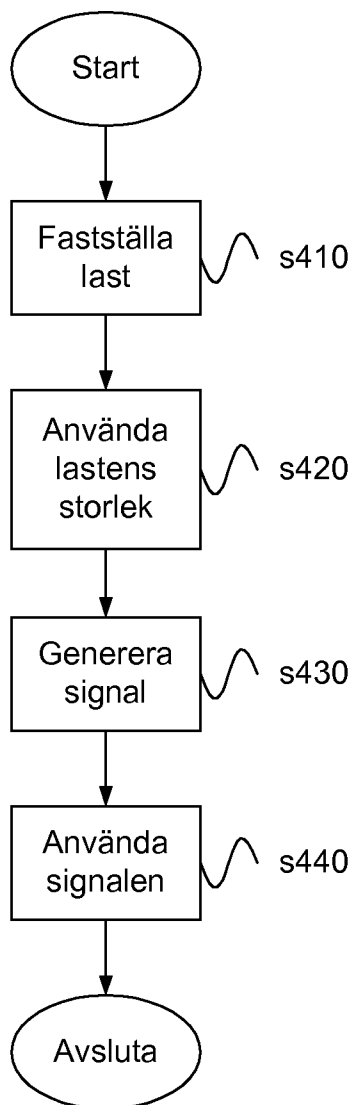 Start
Fastställa
last
s410
Använda
lastens
storlek
s420
Generera
signal
s430
Använda
signalen
s440
Avsluta